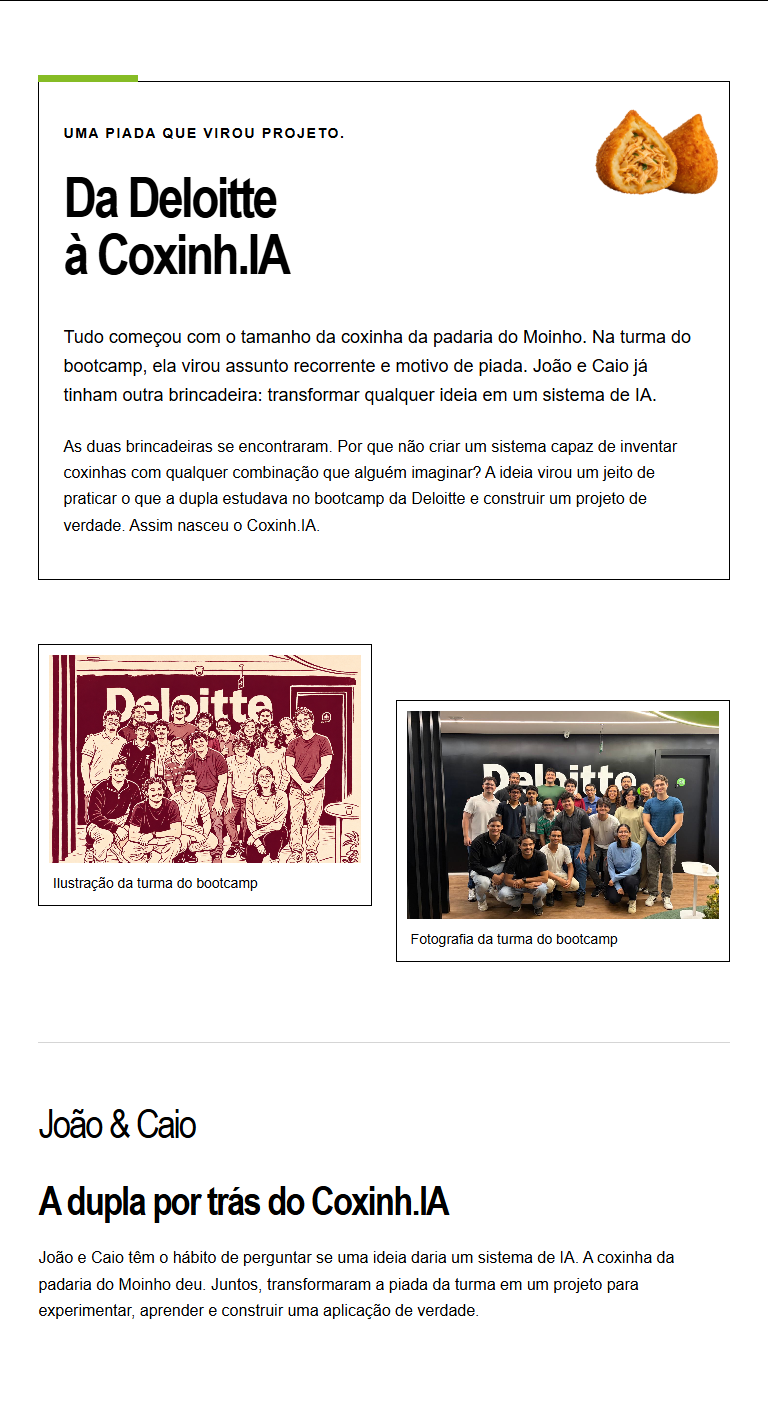 UMA PIADA QUE VIROU PROJETO.
Da Deloitte
à Coxinh.IA
Tudo começou com o tamanho da coxinha da padaria do Moinho. Na turma do
bootcamp, ela virou assunto recorrente e motivo de piada. João e Caio já
tinham outra brincadeira: transformar qualquer ideia em um sistema de IA.
As duas brincadeiras se encontraram. Por que não criar um sistema capaz de inventar
coxinhas com qualquer combinação que alguém imaginar? A ideia virou um jeito de
praticar o que a dupla estudava no bootcamp da Deloitte e construir um projeto de
verdade. Assim nasceu o Coxinh.IA.
Deloitte
Ilustração da turma do bootcamp
Deloitte
Fotografia da turma do bootcamp
João & Caio
A dupla por trás do Coxinh.IA
João e Caio têm o hábito de perguntar se uma ideia daria um sistema de IA. A coxinha da
padaria do Moinho deu. Juntos, transformaram a piada da turma em um projeto para
experimentar, aprender e construir uma aplicação de verdade.